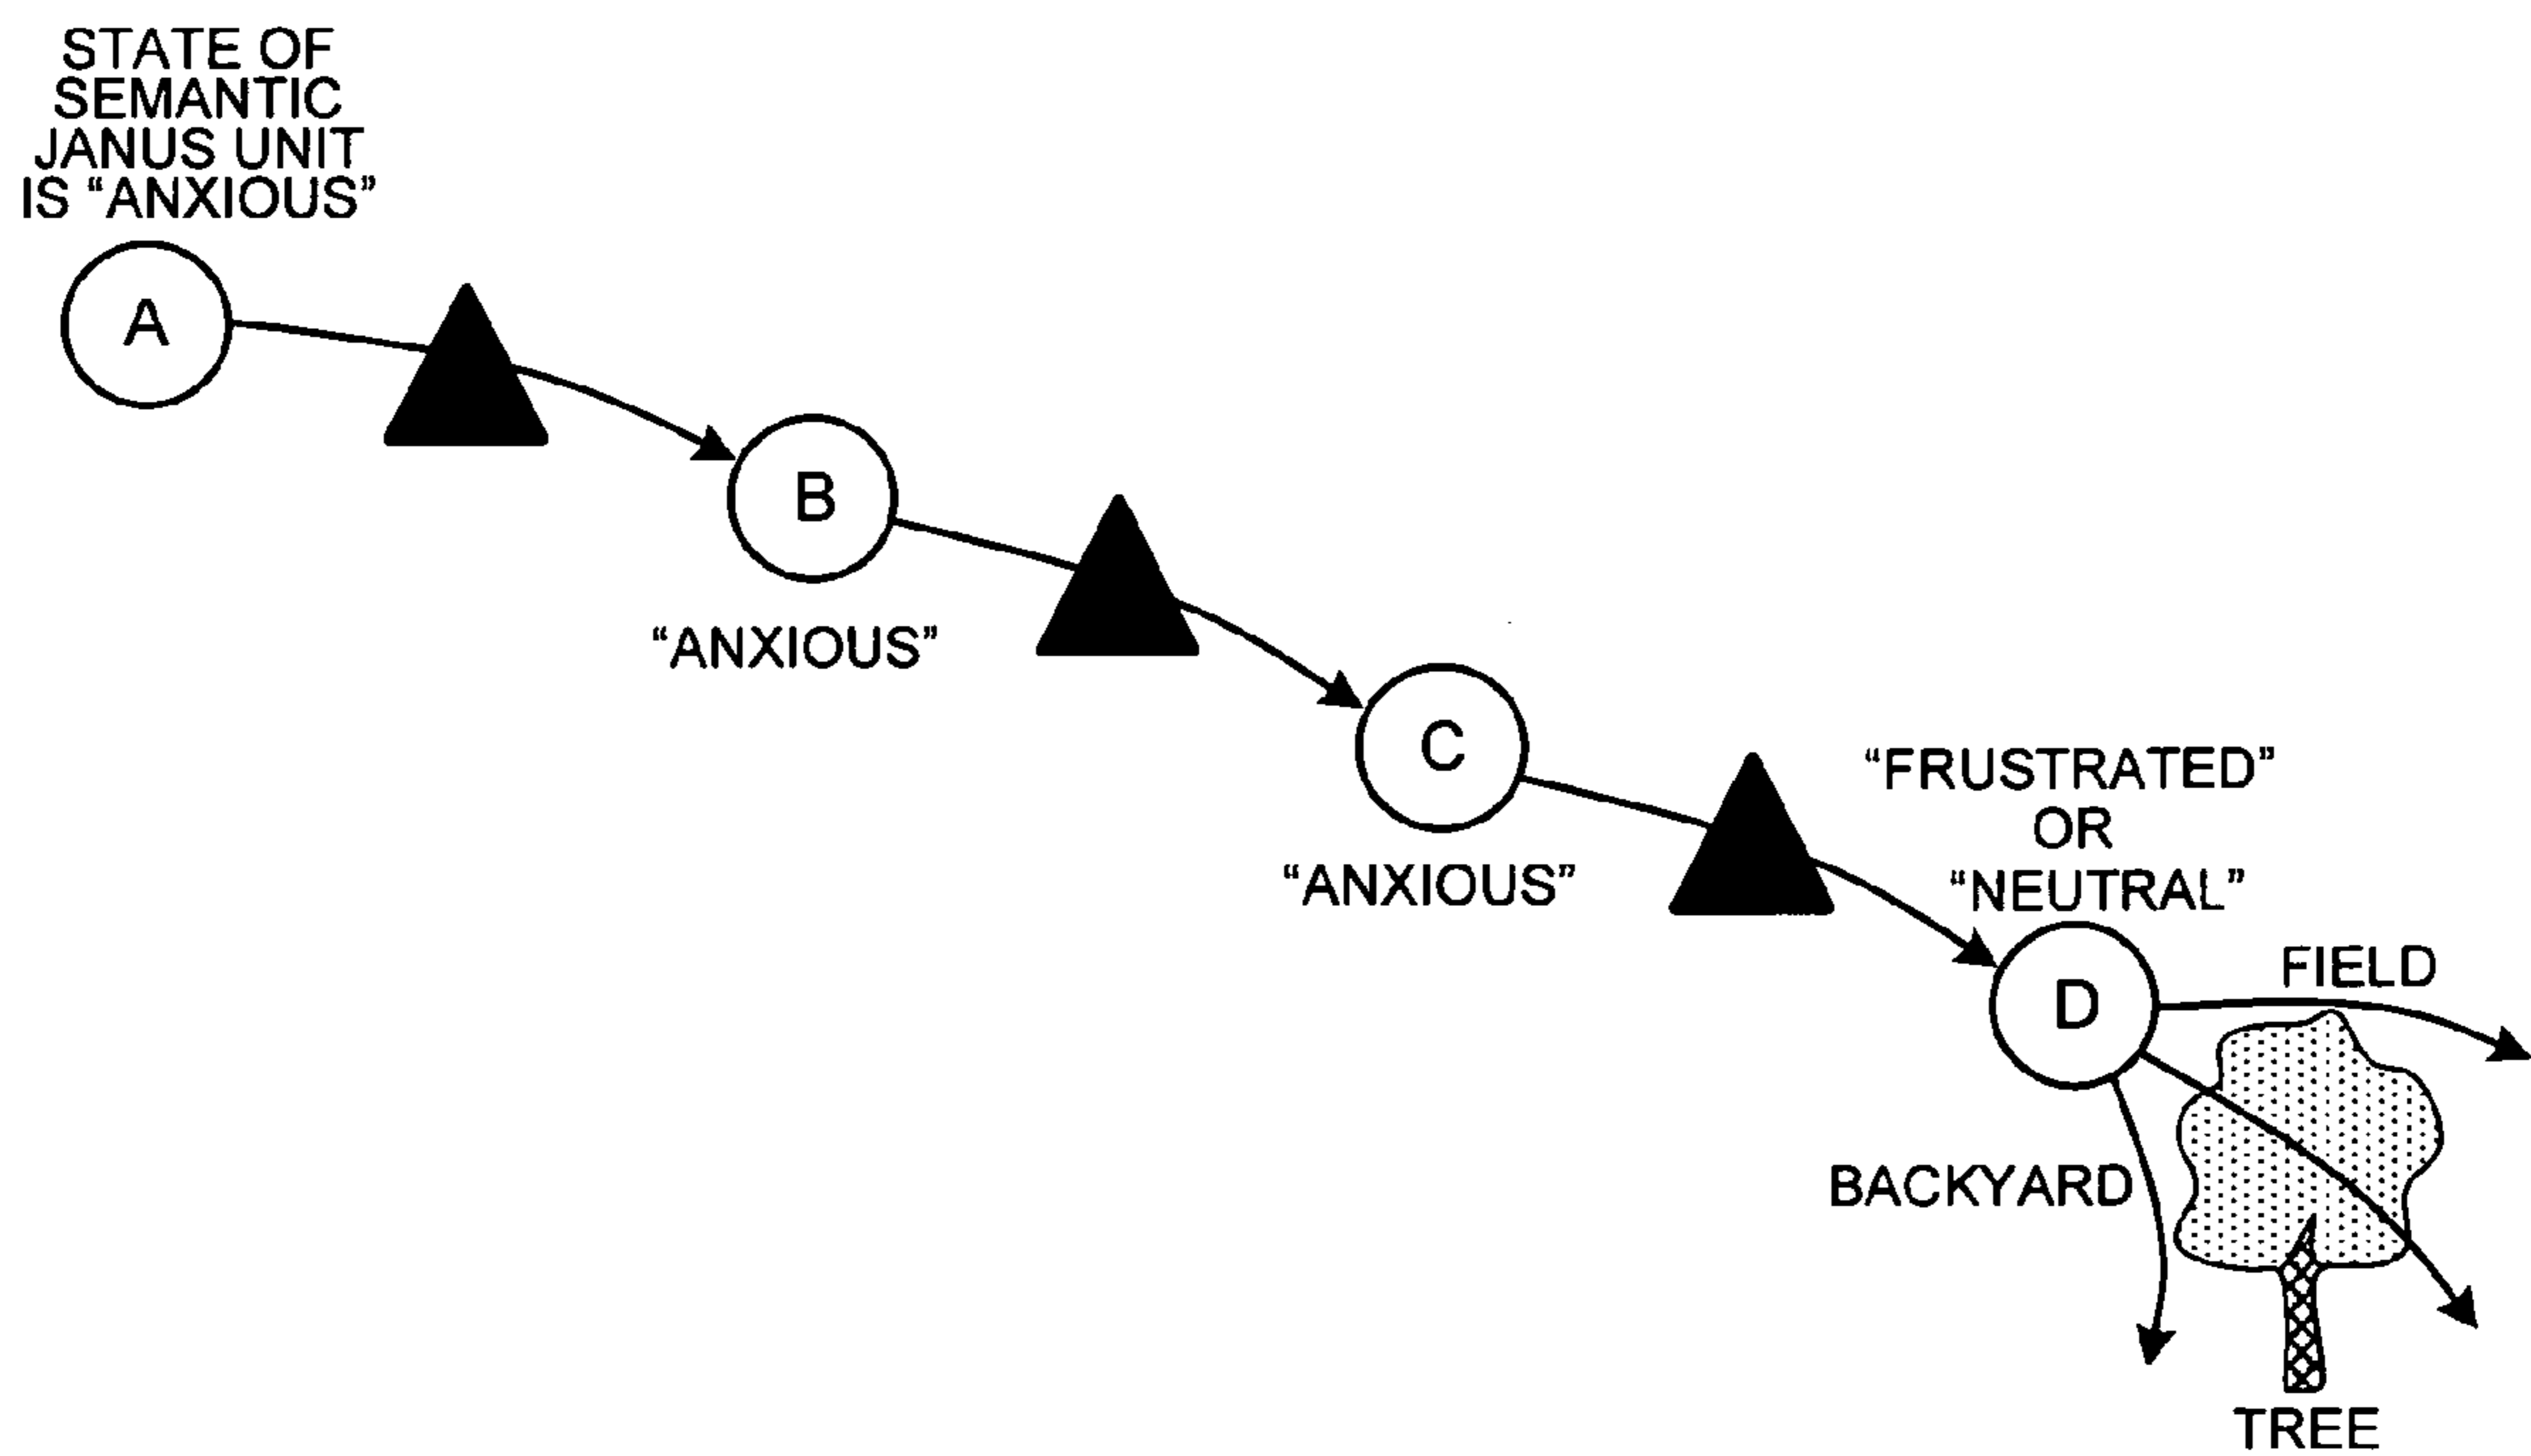 STATE OF
SEMANTIC
JANUS UNIT
IS “ANXIOUS”
A
B
“ANXIOUS”
C
“ANXIOUS”
“FRUSTRATED”
OR
“NEUTRAL”
D
FIELD
BACKYARD
TREE